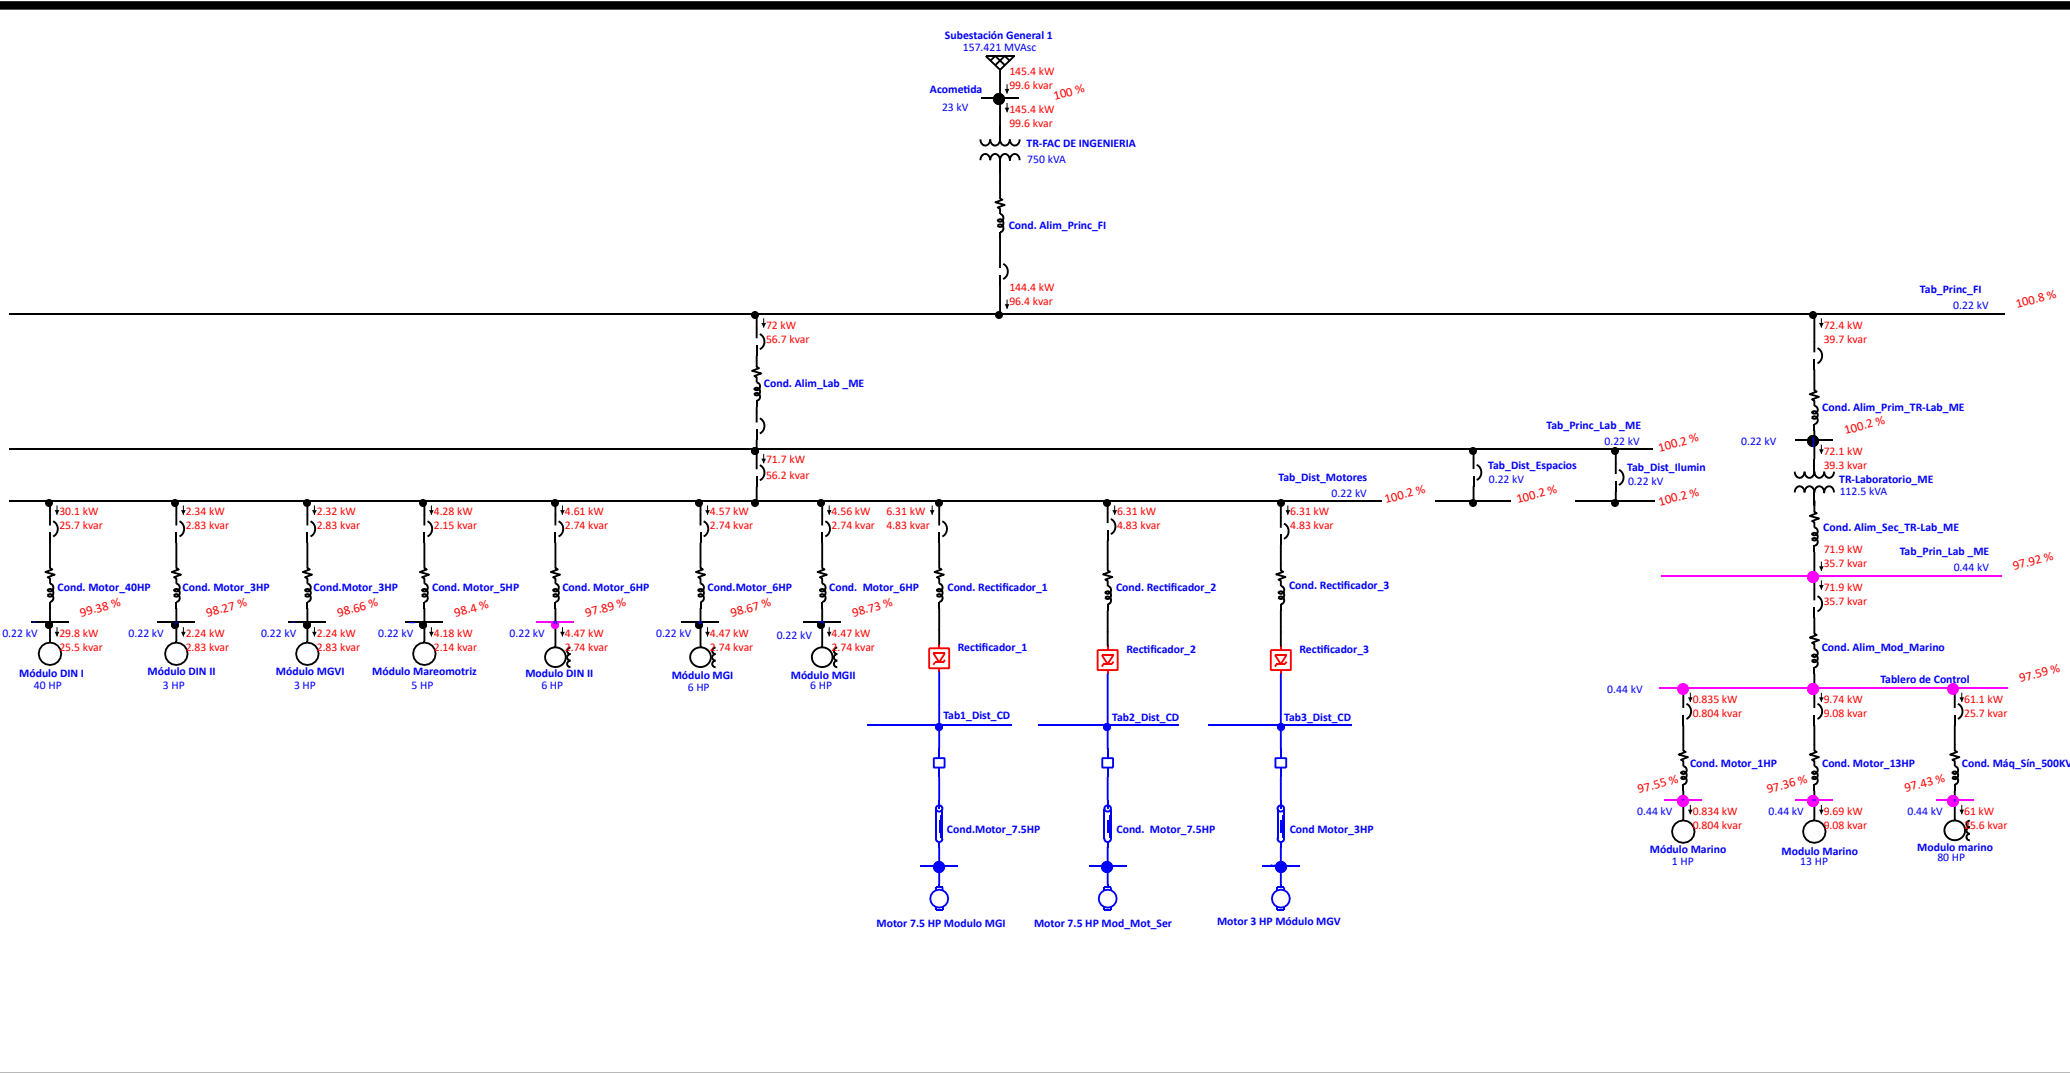 Subestación General 1
157.421 MVAsc
145.4 kW
99.6 kvar
100 %
Acometida
23 kV
145.4 kW
99.6 kvar
TR-FAC DE INGENIERIA
750 kVA
Cond. Alim_Princ_FI
144.4 kW
96.4 kvar
Tab_Princ_FI
0.22 kV
100.8 %
72 kW
56.7 kvar
72.4 kW
39.7 kvar
Cond. Alim_Lab _ME
Cond. Alim_Prim_TR-Lab_ME
Tab_Princ_Lab _ME
0.22 kV
100.2 %
0.22 kV
100.2 %
71.7 kW
56.2 kvar
72.1 kW
39.3 kvar
Tab_Dist_Motores
0.22 kV
100.2 %
Tab_Dist_Espacios
0.22 kV
100.2 %
Tab_Dist_Ilumin
0.22 kV
100.2 %
TR-Laboratorio_ME
112.5 kVA
30.1 kW
25.7 kvar
2.34 kW
2.83 kvar
2.32 kW
2.83 kvar
4.28 kW
2.15 kvar
4.61 kW
2.74 kvar
4.57 kW
2.74 kvar
4.56 kW
2.74 kvar
6.31 kW
4.83 kvar
6.31 kW
4.83 kvar
6.31 kW
4.83 kvar
Cond. Alim_Sec_TR-Lab_ME
71.9 kW
35.7 kvar
Tab_Prin_Lab _ME
0.44 kV
97.92 %
71.9 kW
35.7 kvar
Cond. Motor_40HP
Cond. Motor_3HP
Cond.Motor_3HP
Cond. Motor_5HP
Cond. Motor_6HP
Cond.Motor_6HP
Cond. Motor_6HP
Cond. Rectificador_1
Cond. Rectificador_2
Cond. Rectificador_3
99.38 %
98.27 %
98.66 %
98.4 %
97.89 %
98.67 %
98.73 %
0.22 kV
29.8 kW
25.5 kvar
0.22 kV
2.24 kW
2.83 kvar
0.22 kV
2.24 kW
2.83 kvar
0.22 kV
4.18 kW
2.14 kvar
0.22 kV
4.47 kW
2.74 kvar
0.22 kV
4.47 kW
2.74 kvar
0.22 kV
4.47 kW
2.74 kvar
Módulo DIN I
40 HP
Módulo DIN II
3 HP
Módulo MGVI
3 HP
Módulo Mareomotriz
5 HP
Modulo DIN II
6 HP
Módulo MGI
6 HP
Módulo MGII
6 HP
Rectificador_1
Rectificador_2
Rectificador_3
Cond. Alim_Mod_Marino
Tablero de Control
0.44 kV
97.59 %
0.835 kW
0.804 kvar
9.74 kW
9.08 kvar
61.1 kW
25.7 kvar
Tab1_Dist_CD
Tab2_Dist_CD
Tab3_Dist_CD
Cond. Motor_1HP
Cond. Motor_13HP
Cond. Máq_Sín_500KV
97.55 %
97.36 %
97.43 %
0.44 kV
0.834 kW
0.804 kvar
0.44 kV
9.69 kW
9.08 kvar
0.44 kV
61 kW
Cond.Motor_7.5HP
Cond. Motor_7.5HP
Cond Motor_3HP
Módulo Marino
1 HP
Modulo Marino
13 HP
Modulo marino
80 HP
Motor 7.5 HP Modulo MGI
Motor 7.5 HP Mod_Mot_Ser
Motor 3 HP Módulo MGV